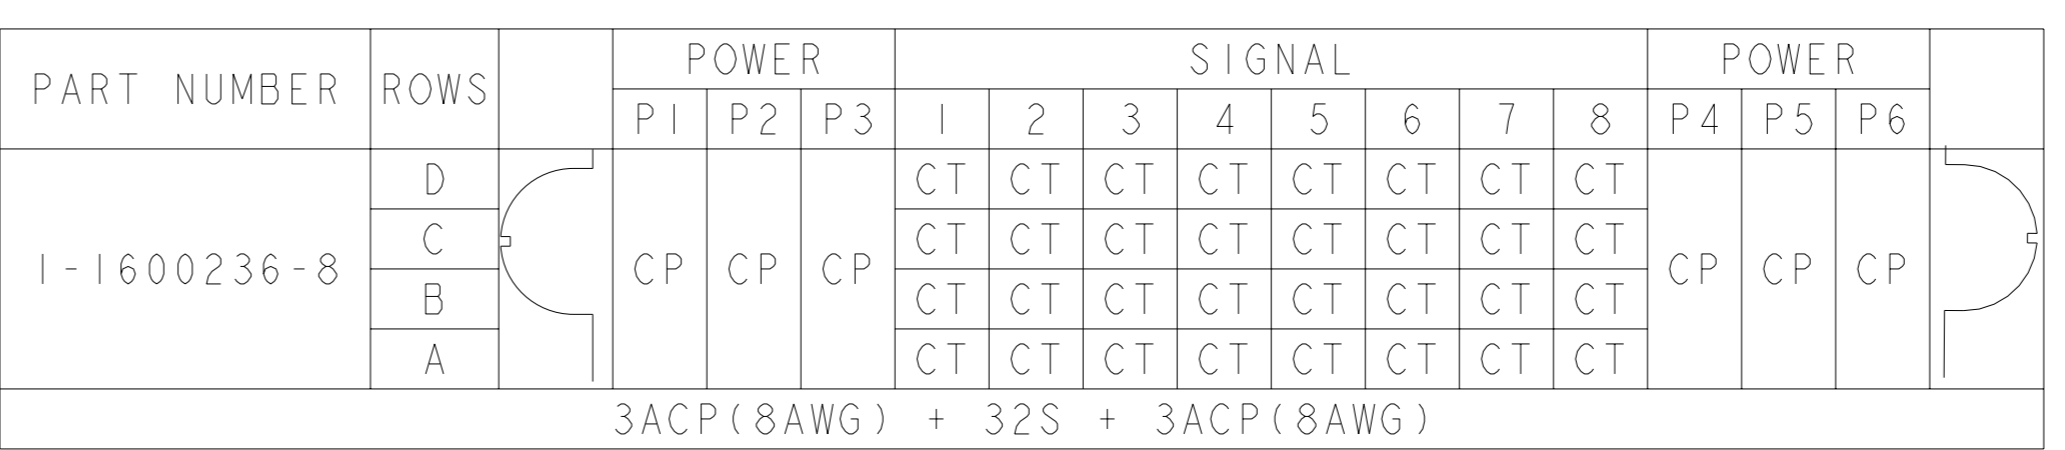 PART NUMBER ROWS POWER SIGNAL POWER
P1 P2 P3 1 2 3 4 5 6 7 8 P4 P5 P6
D CT CT CT CT CT CT CT CT
C CT CT CT CT CT CT CT CT
1-1600236-8 CP CP CP CP CP CP
B CT CT CT CT CT CT CT CT
A CT CT CT CT CT CT CT CT
3ACP(8AWG) + 32S + 3ACP(8AWG)